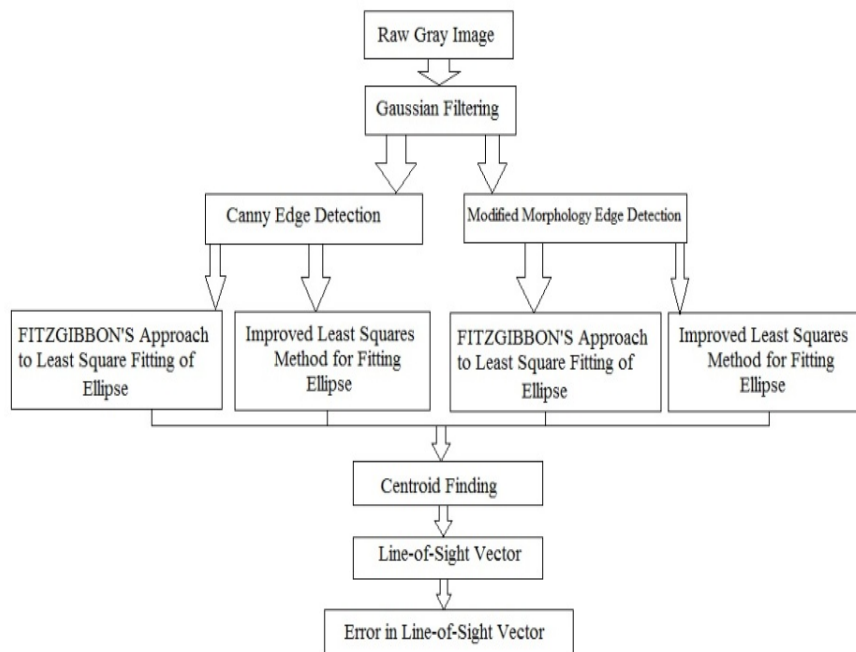 Raw Gray Image
Gaussian Filtering
Canny Edge Detection
Modified Morphology Edge Detection
FITZGIBBON'S Approach
to Least Square Fitting of
Ellipse
Improved Least Squares
Method for Fitting
Ellipse
FITZGIBBON'S Approach
to Least Square Fitting of
Ellipse
Improved Least Squares
Method for Fitting
Ellipse
Centroid Finding
Line-of-Sight Vector
Error in Line-of-Sight Vector